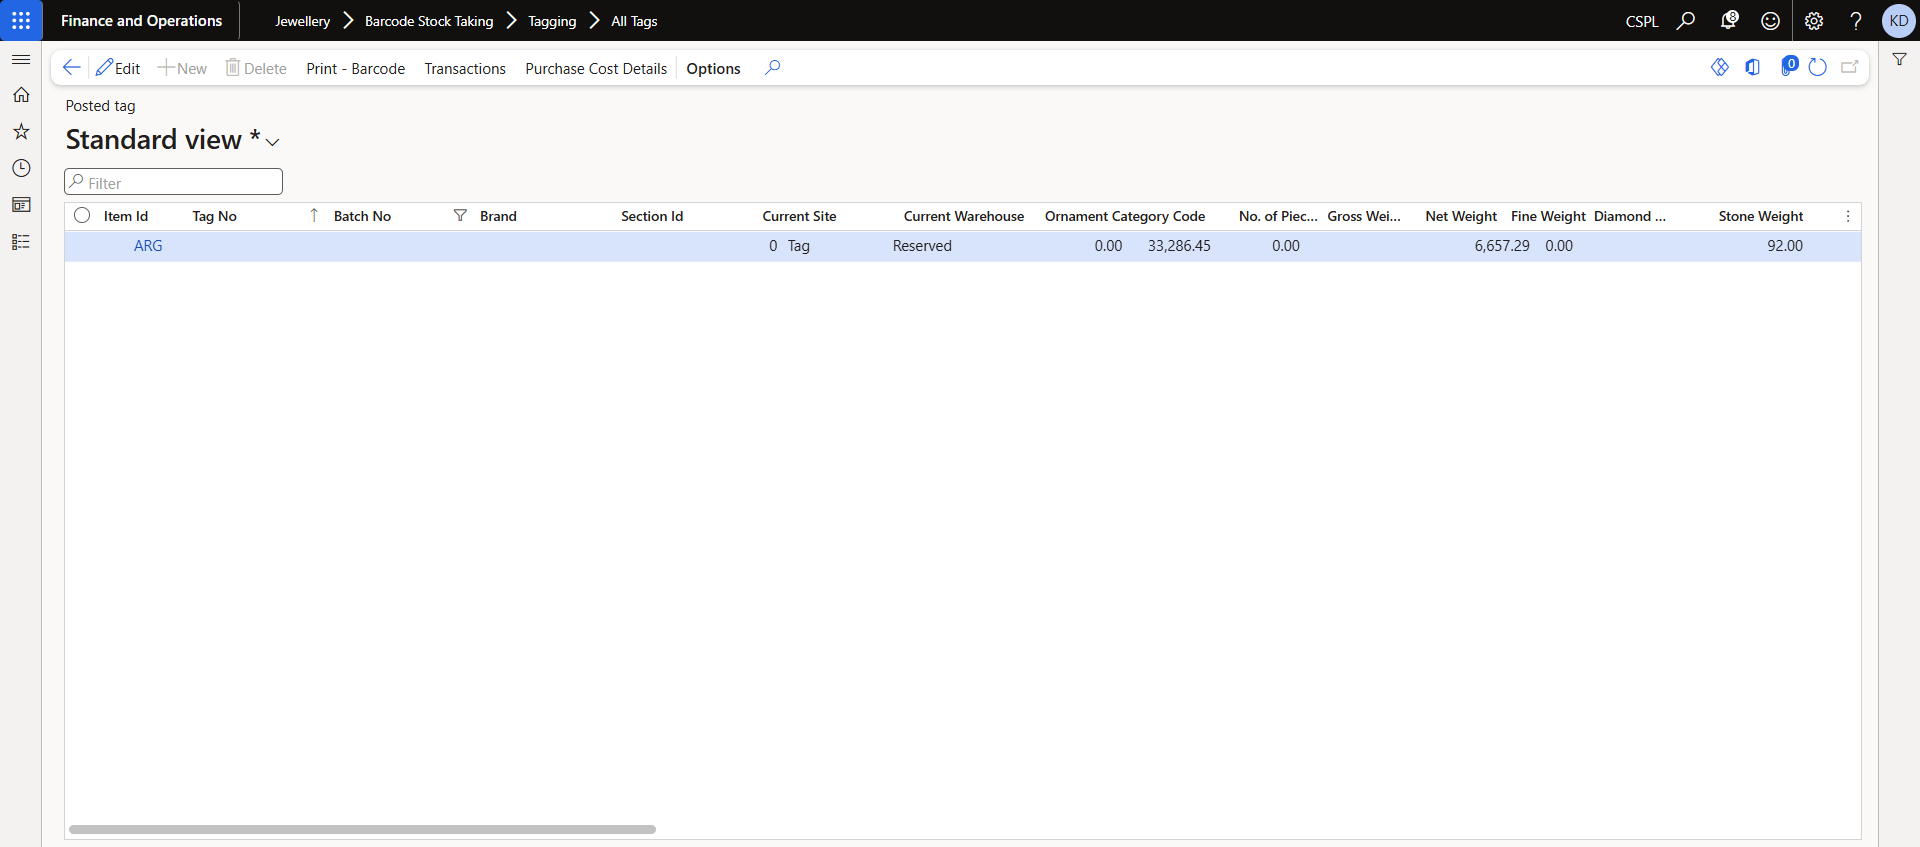 Finance and Operations Jewellery Barcode Stock Taking Tagging All Tags CSPL 8 KD
Edit New Delete Print - Barcode Transactions Purchase Cost Details Options 0
Posted tag
Standard view *
Filter
Item Id Tag No Batch No Brand Section Id Current Site Current Warehouse Ornament Category Code No. of Piec... Gross Wei... Net Weight Fine Weight Diamond ... Stone Weight
ARG 0 Tag Reserved 0.00 33,286.45 0.00 6,657.29 0.00 92.00